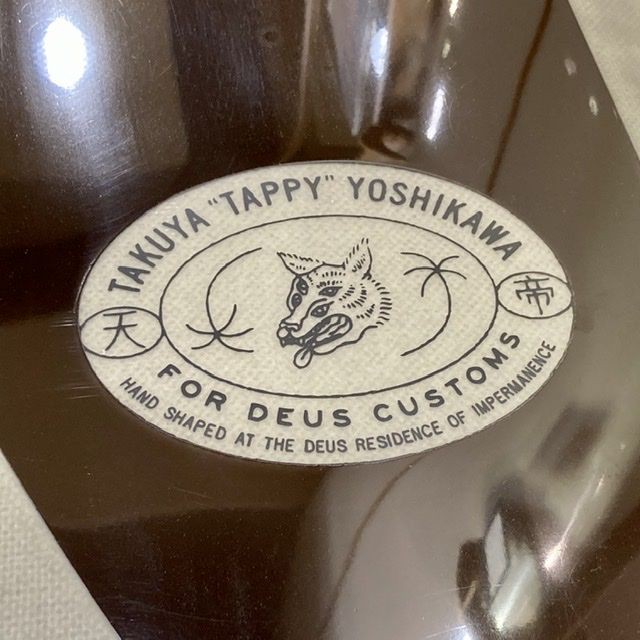 TAKUYA "TAPPY" YOSHIKAWA
天
帝
FOR DEUS CUSTOMS
HAND SHAPED AT THE DEUS RESIDENCE OF IMPERMANENCE